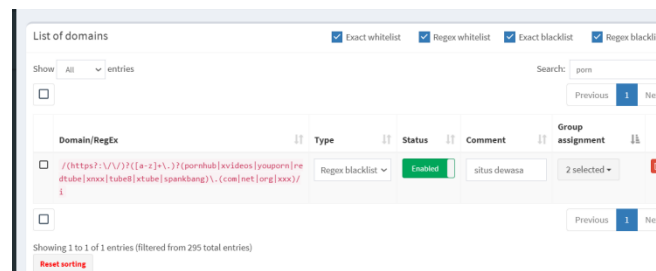 List of domains
Exact whitelist
Regex whitelist
Exact blacklist
Show All entries
Search: porn
Previous 1
Domain/RegEx Type Status Comment Group assignment
/(https?:\/\/)?([a-z]+\.)?(pornhub|xvideos|youporn|re
dtube|xnxx|tube8|xtube|spankbang)\.(com|net|org|xxx)/
i
Regex blacklist
Enabled
situs dewasa
2 selected
Previous 1
Showing 1 to 1 of 1 entries (filtered from 295 total entries)
Reset sorting